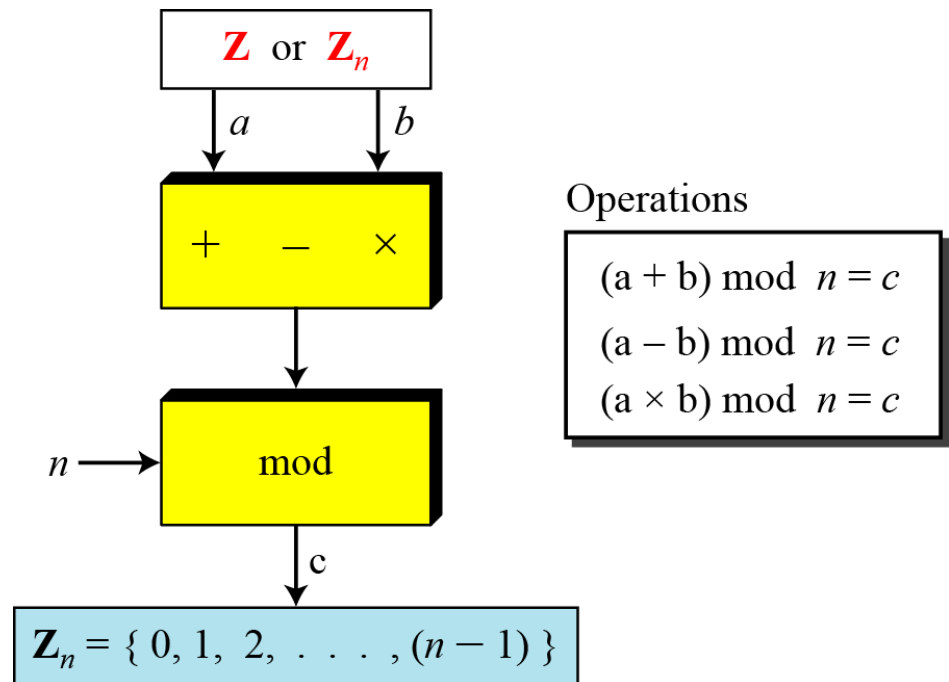 Z or Zn
a b
+ – ×
n mod
c
Zn = { 0, 1, 2, . . . , (n – 1) }
Operations
(a + b) mod n = c
(a – b) mod n = c
(a × b) mod n = c